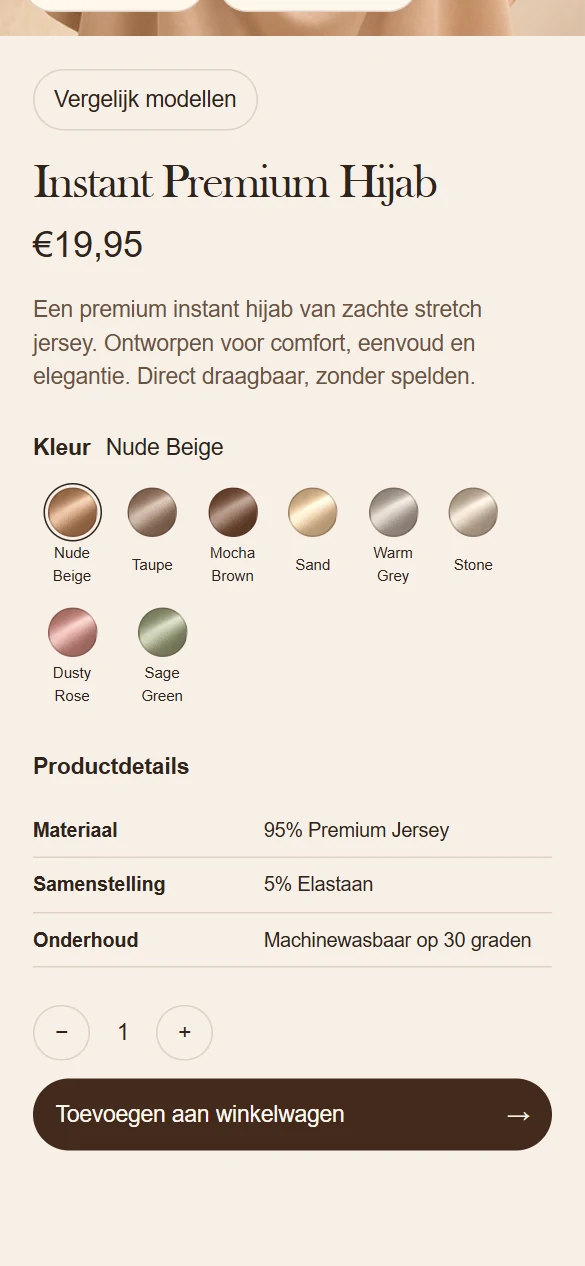 Vergelijk modellen
Instant Premium Hijab
€19,95
Een premium instant hijab van zachte stretch
jersey. Ontworpen voor comfort, eenvoud en
elegantie. Direct draagbaar, zonder spelden.
Kleur Nude Beige
Nude Beige
Taupe
Mocha Brown
Sand
Warm Grey
Stone
Dusty Rose
Sage Green
Productdetails
Materiaal 95% Premium Jersey
Samenstelling 5% Elastaan
Onderhoud Machinewasbaar op 30 graden
− 1 +
Toevoegen aan winkelwagen →